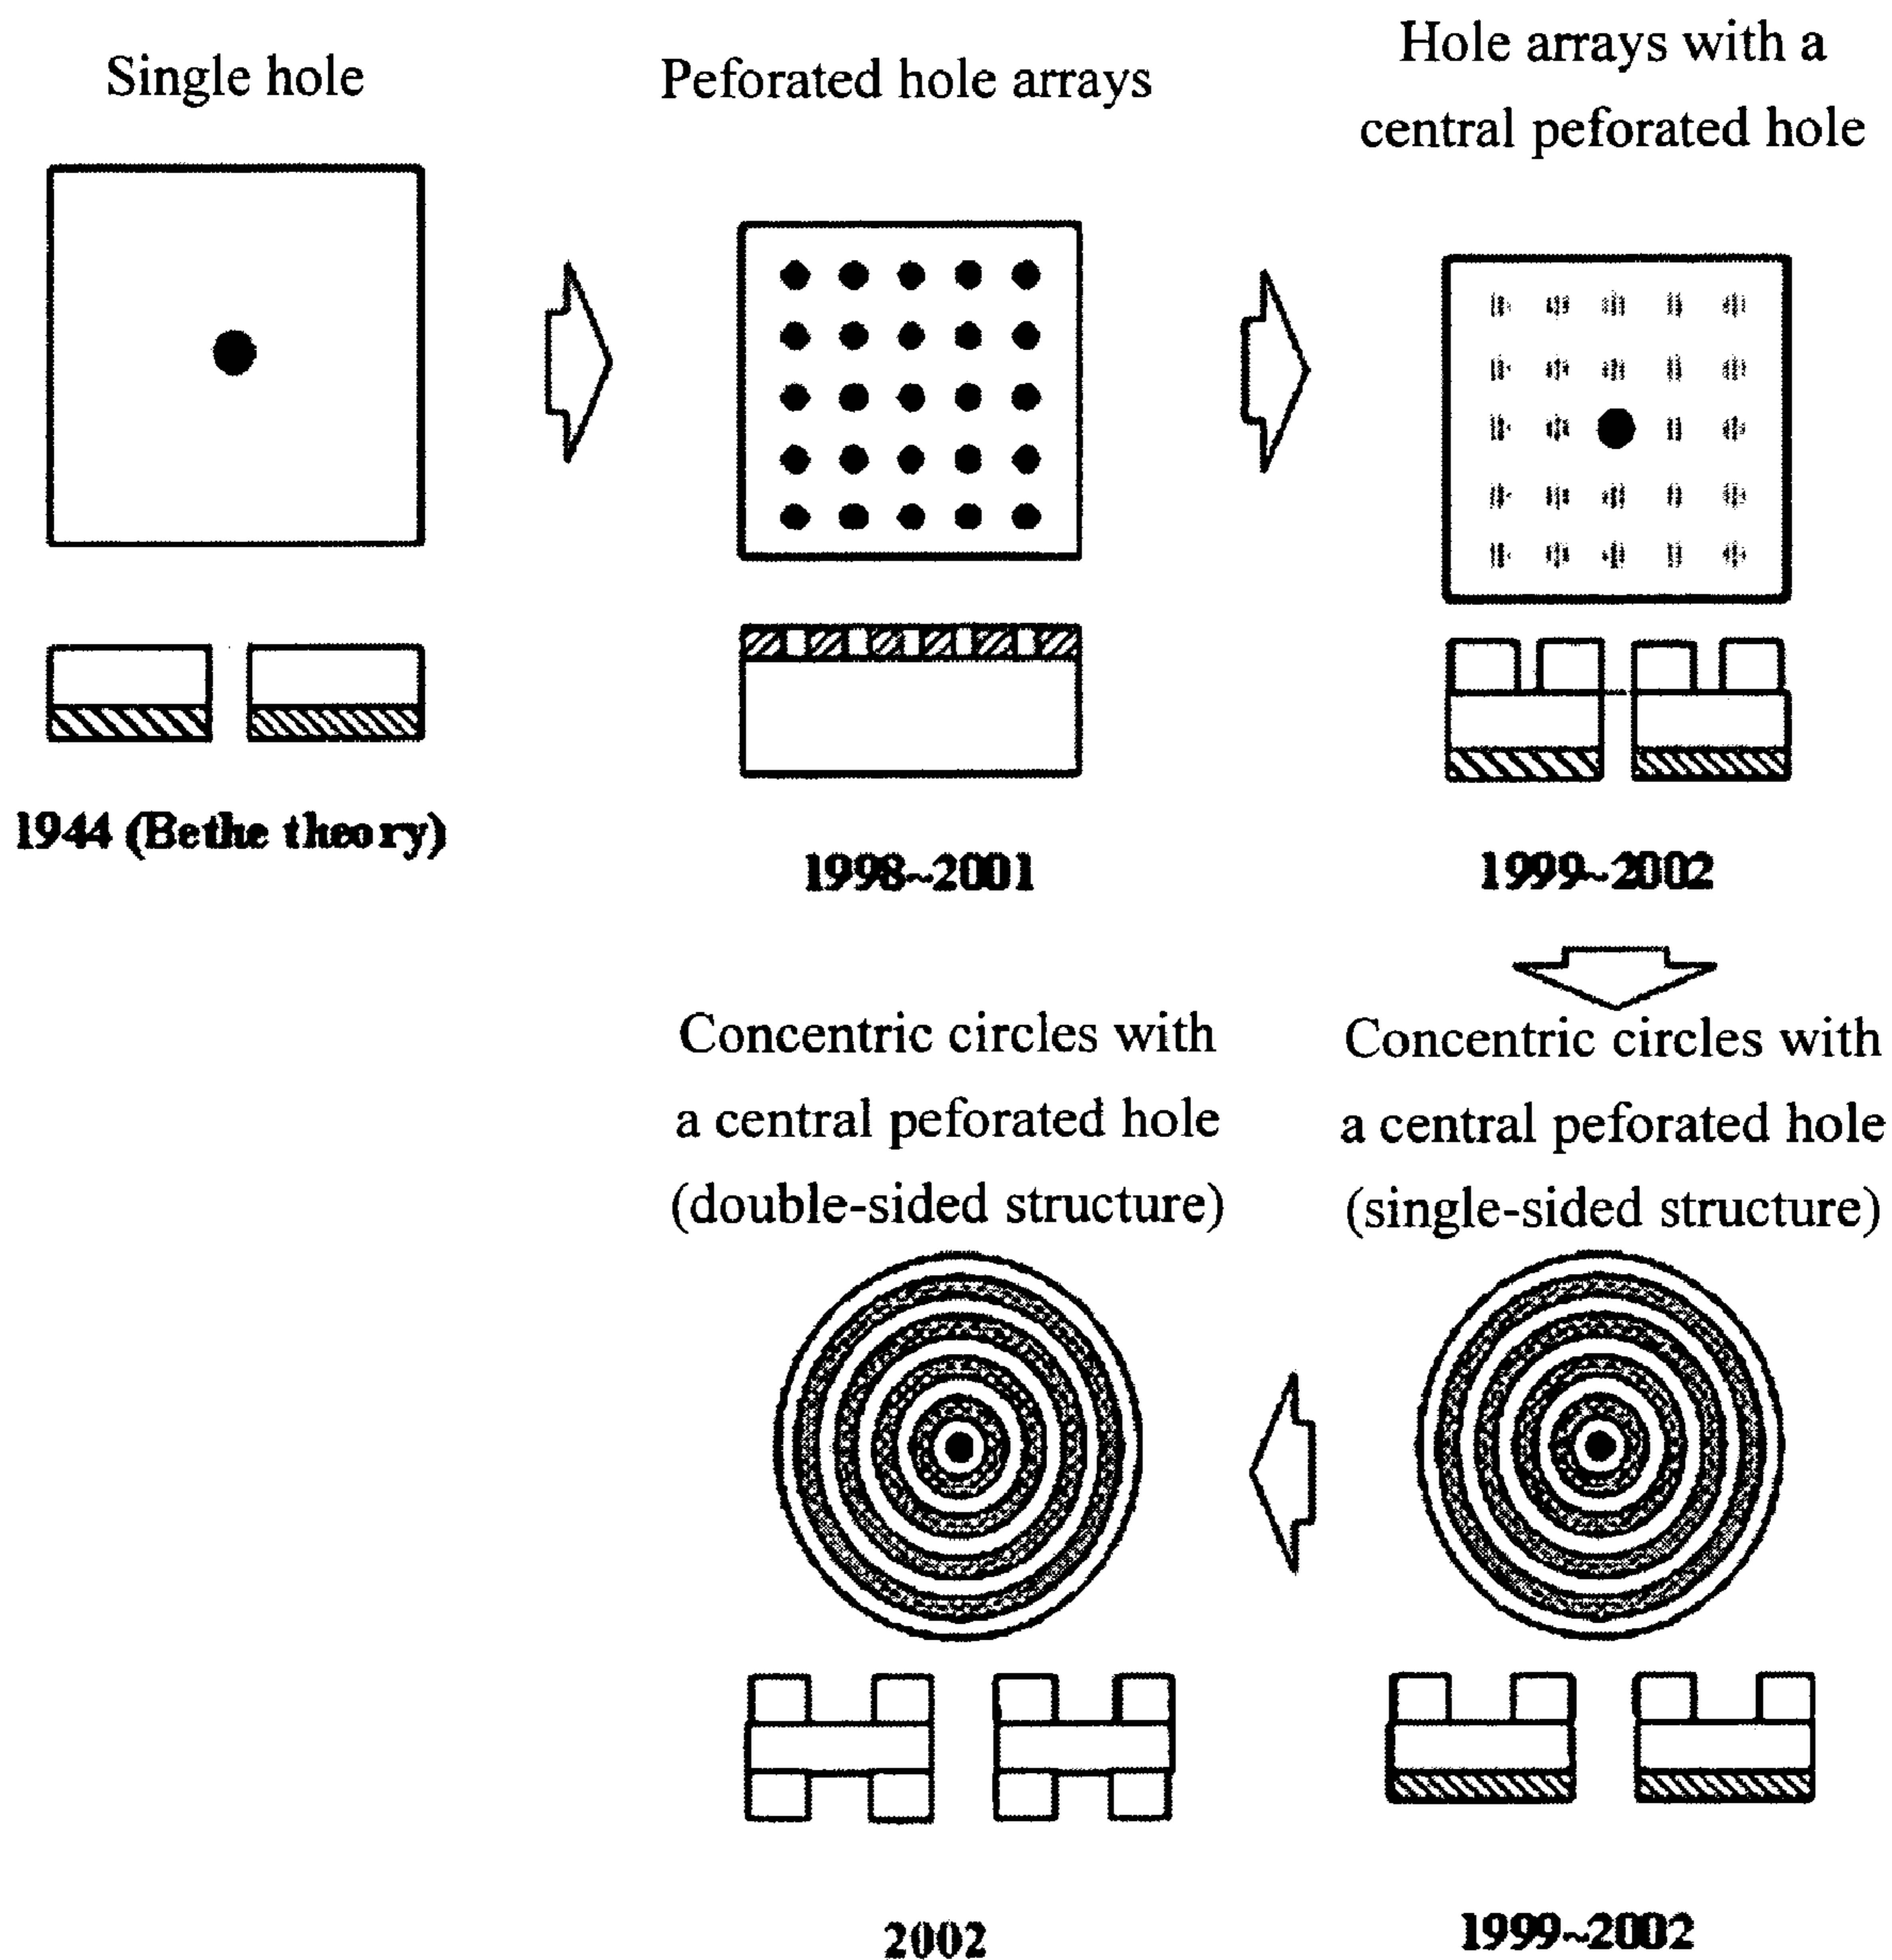 Single hole
Peforated hole arrays
Hole arrays with a
central peforated hole
1944 (Bethe theory)
1998~2001
1999~2002
Concentric circles with
a central peforated hole
(single-sided structure)
1999~2002
Concentric circles with
a central peforated hole
(double-sided structure)
2002